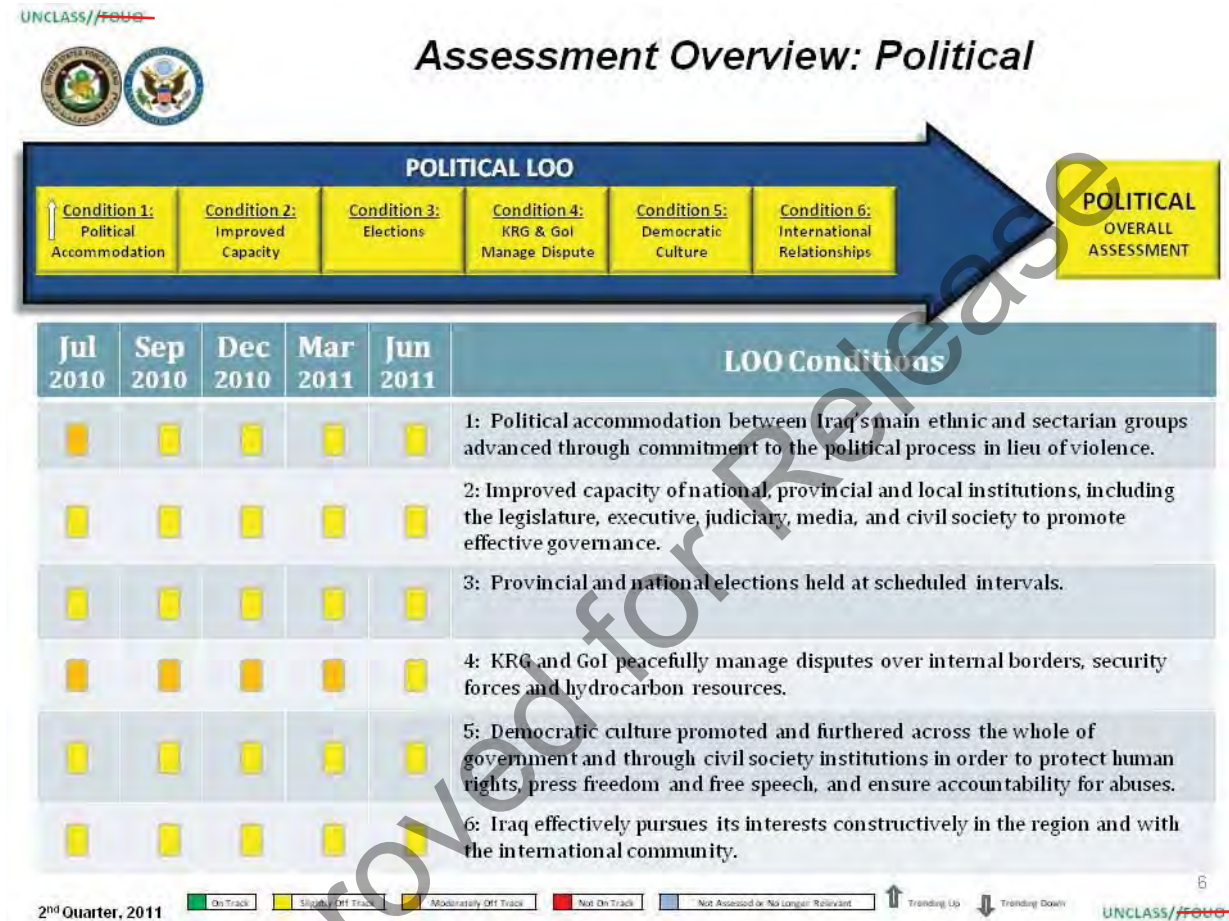 UNCLASS//FOUO
Assessment Overview: Political
POLITICAL LOO
Condition 1:
Political
Accommodation
Condition 2:
Improved
Capacity
Condition 3:
Elections
Condition 4:
KRG & GoI
Manage Dispute
Condition 5:
Democratic
Culture
Condition 6:
International
Relationships
POLITICAL
OVERALL
ASSESSMENT
Jul
2010
Sep
2010
Dec
2010
Mar
2011
Jun
2011
LOO Conditions
1: Political accommodation between Iraq's main ethnic and sectarian groups
advanced through commitment to the political process in lieu of violence.
2: Improved capacity of national, provincial and local institutions, including
the legislature, executive, judiciary, media, and civil society to promote
effective governance.
3: Provincial and national elections held at scheduled intervals.
4: KRG and GoI peacefully manage disputes over internal borders, security
forces and hydrocarbon resources.
5: Democratic culture promoted and furthered across the whole of
government and through civil society institutions in order to protect human
rights, press freedom and free speech, and ensure accountability for abuses.
6: Iraq effectively pursues its interests constructively in the region and with
the international community.
roved for Release
6
2nd Quarter, 2011
On Track
Slightly Off Track
Moderately Off Track
Not On Track
Not Assessed or No Longer Relevant
Trending Up
Trending Down
UNCLASS//FOUO